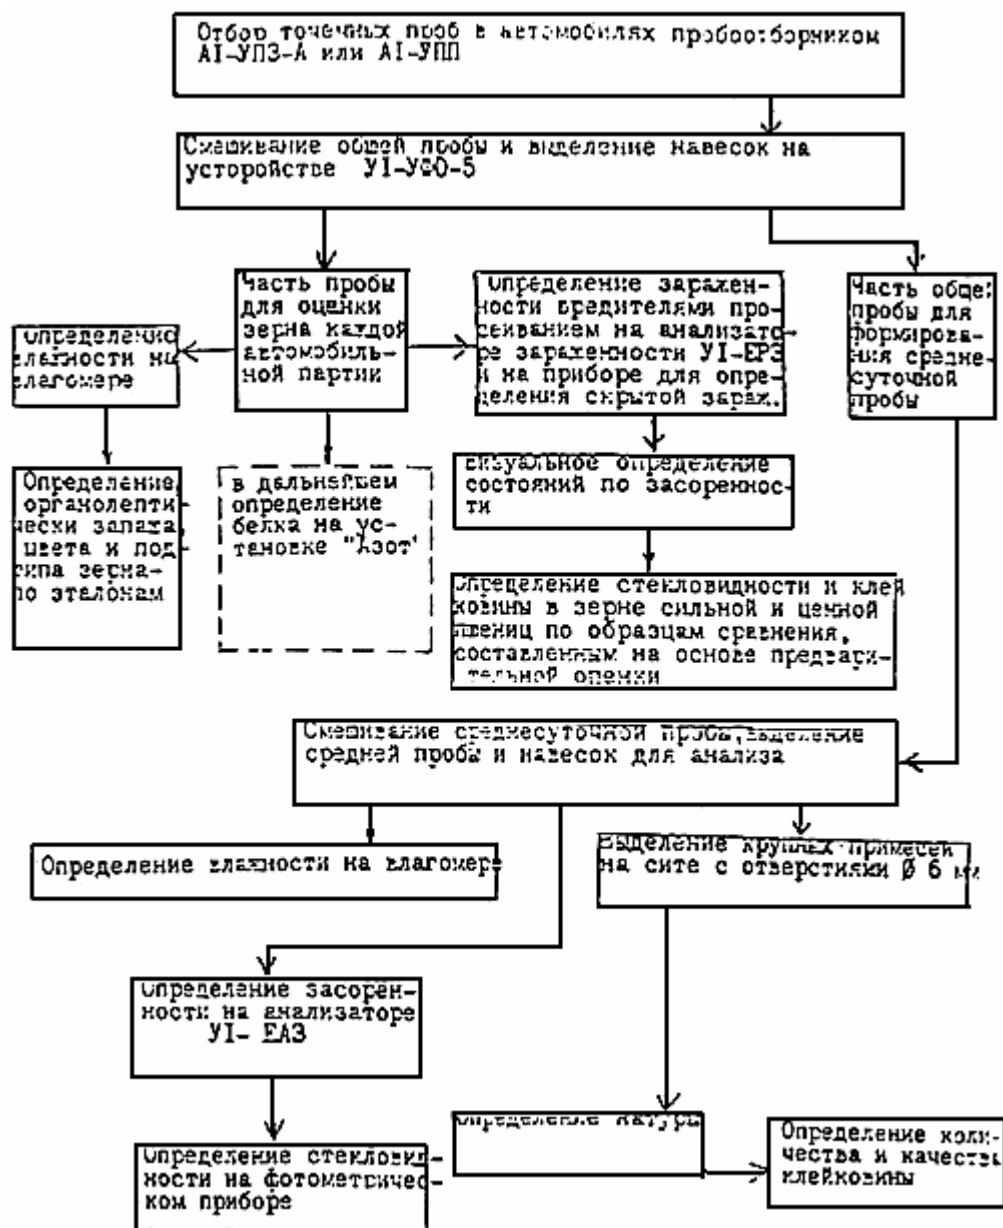 Отбор точечных проб в автомобилях пробоотборником
АІ-УПЗ-А или АІ-УПП
Смешивание общей пробы и выделение навесок на
усторойстве УІ-УФО-5
Часть пробы
для оценки
зерна каждой
автомобиль-
ной партии
Определение заражен-
ности вредителями про-
сеиванием на анализато-
ре зараженности УІ-ЕРЗ
и на приборе для опре-
деления скрытой зараж.
Часть общей
пробы для
формирова-
ния средне-
суточной
пробы
Определение
влажности на
влагомере
Определение
органолепти-
чески запаха,
цвета и под-
типа зерна-
по эталонам
в дальнейшем
определение
белка на ус-
тановке "Азот"
Визуальное определение
состояний по засоренно-
сти
Определение стекловидности и клей
ковины в зерне сильной и ценной
пшениц по образцам сравнения,
составленным на основе предвари-
тельной оценки
Смешивание среднесуточной пробы, выделение
средней пробы и навесок для анализа
Определение влажности на влагомере
Выделение крупных примесей
на сите с отверстиями Ø 6 мм
Определение засорен-
ности на анализаторе
УІ- ЕАЗ
Определение стекловид-
ности на фотометричес-
ком приборе
Определение натуры
Определение коли-
чества и качества
клейковины